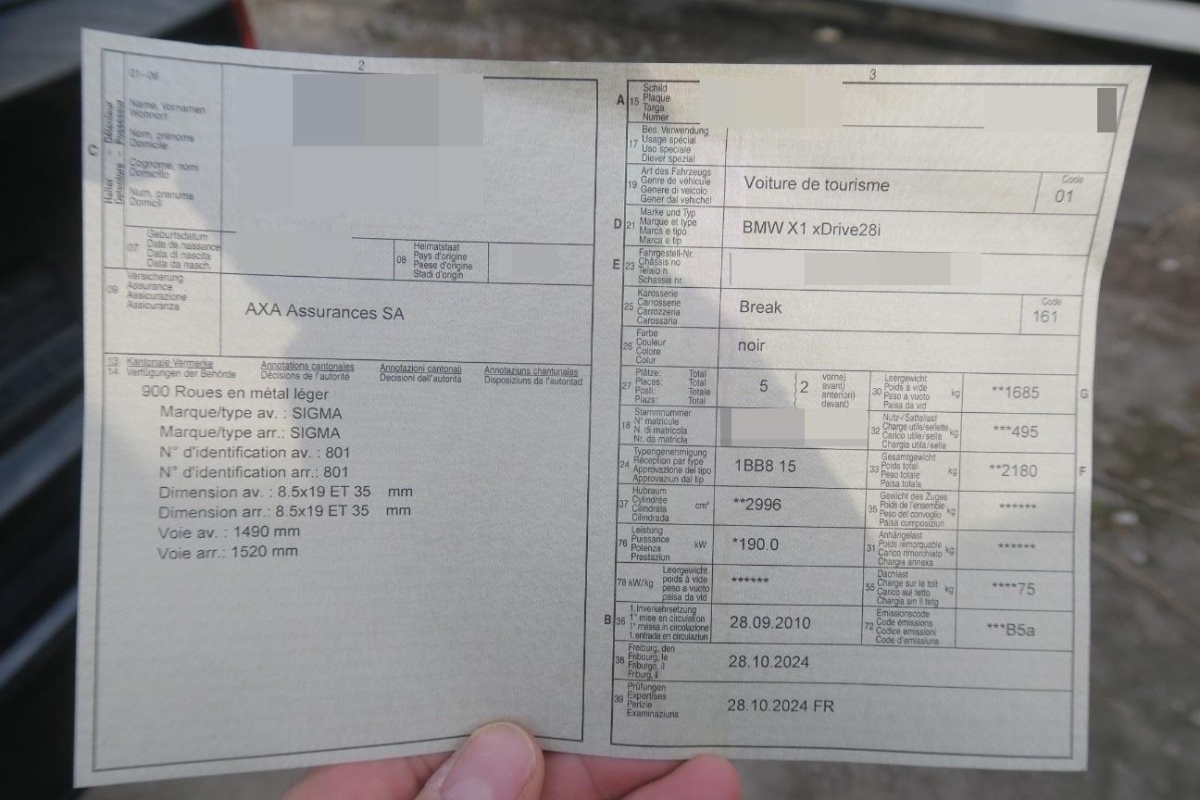 2
01-06
C
Halter - Détenteur
Detentore - Possessur
Name, Vornamen
Wohnort
Nom, prénoms
Domicile
Cognome, nomi
Domicilio
Num, prenums
Domicil
07
Geburtsdatum
Date de naissance
Data di nascita
Data da nasch.
08
Heimatstaat
Pays d'origine
Paese d'origine
Stadi d'origin
09
Versicherung
Assurance
Assicurazione
Assicuranza
AXA Assurances SA
13
14
Kantonale Vermerke
Verfügungen der Behörde
Annotations cantonales
Décisions de l'autorité
Annotazioni cantonali
Decisioni dell'autorità
Annotaziuns chantunalas
Disposiziuns da l'autoritad
900 Roues en métal léger
Marque/type av. : SIGMA
Marque/type arr.: SIGMA
N° d'identification av. : 801
N° d'identification arr.: 801
Dimension av. : 8.5x19 ET 35 mm
Dimension arr.: 8.5x19 ET 35 mm
Voie av. : 1490 mm
Voie arr.: 1520 mm
3
A
15
Schild
Plaque
Targa
Numer
17
Bes. Verwendung
Usage spécial
Uso speciale
Diever spezial
19
Art des Fahrzeugs
Genre de véhicule
Genere di veicolo
Gener dal vehichel
Voiture de tourisme
Code
01
D
21
Marke und Typ
Marque et type
Marca e tipo
Marca e tip
BMW X1 xDrive28i
E
23
Fahrgestell-Nr.
Châssis no
Telaio n.
Schassis nr.
25
Karosserie
Carrosserie
Carrozzeria
Carossaria
Break
Code
161
26
Farbe
Couleur
Colore
Colur
noir
27
Plätze: Total
Places: Total
Posti: Totale
Plazs: Total
5
2
vorne)
avant)
anteriori)
davant)
30
Leergewicht
Poids à vide
Peso a vuoto
Paisa da vid
kg
**1685
G
18
Stammnummer
N° matricule
N. di matricola
Nr. da matricla
32
Nutz-/Sattellast
Charge utile/sellette
Carico utile/sella
Chargia utila/sella
kg
***495
24
Typengenehmigung
Réception par type
Approvazione del tipo
Approvaziun dal tip
1BB8 15
33
Gesamtgewicht
Poids total
Peso totale
Paisa totala
kg
**2180
F
37
Hubraum
Cylindrée
Cilindrata
Cilindrada
cm³
**2996
35
Gewicht des Zuges
Poids de l'ensemble
Peso del convoglio
Paisa cumposiziun
kg
******
76
Leistung
Puissance
Potenza
Prestaziun
kW
*190.0
31
Anhängelast
Poids remorquable
Carico rimorchiato
Chargia annexa
kg
******
78 kW/kg
Leergewicht
poids à vide
peso a vuoto
paisa da vid
******
55
Dachlast
Charge sur le toit
Carico sul tetto
Chargia sin il tetg
kg
****75
B
36
1. Inverkehrsetzung
1re mise en circulation
1a messa in circolazione
1. entrada en circulaziun
28.09.2010
72
Emissionscode
Code émissions
Codice emissioni
Code d'emissiuns
***B5a
38
Freiburg, den
Fribourg, le
Friburgo, il
Friburg, il
28.10.2024
39
Prüfungen
Expertises
Perizie
Examinaziuns
28.10.2024 FR